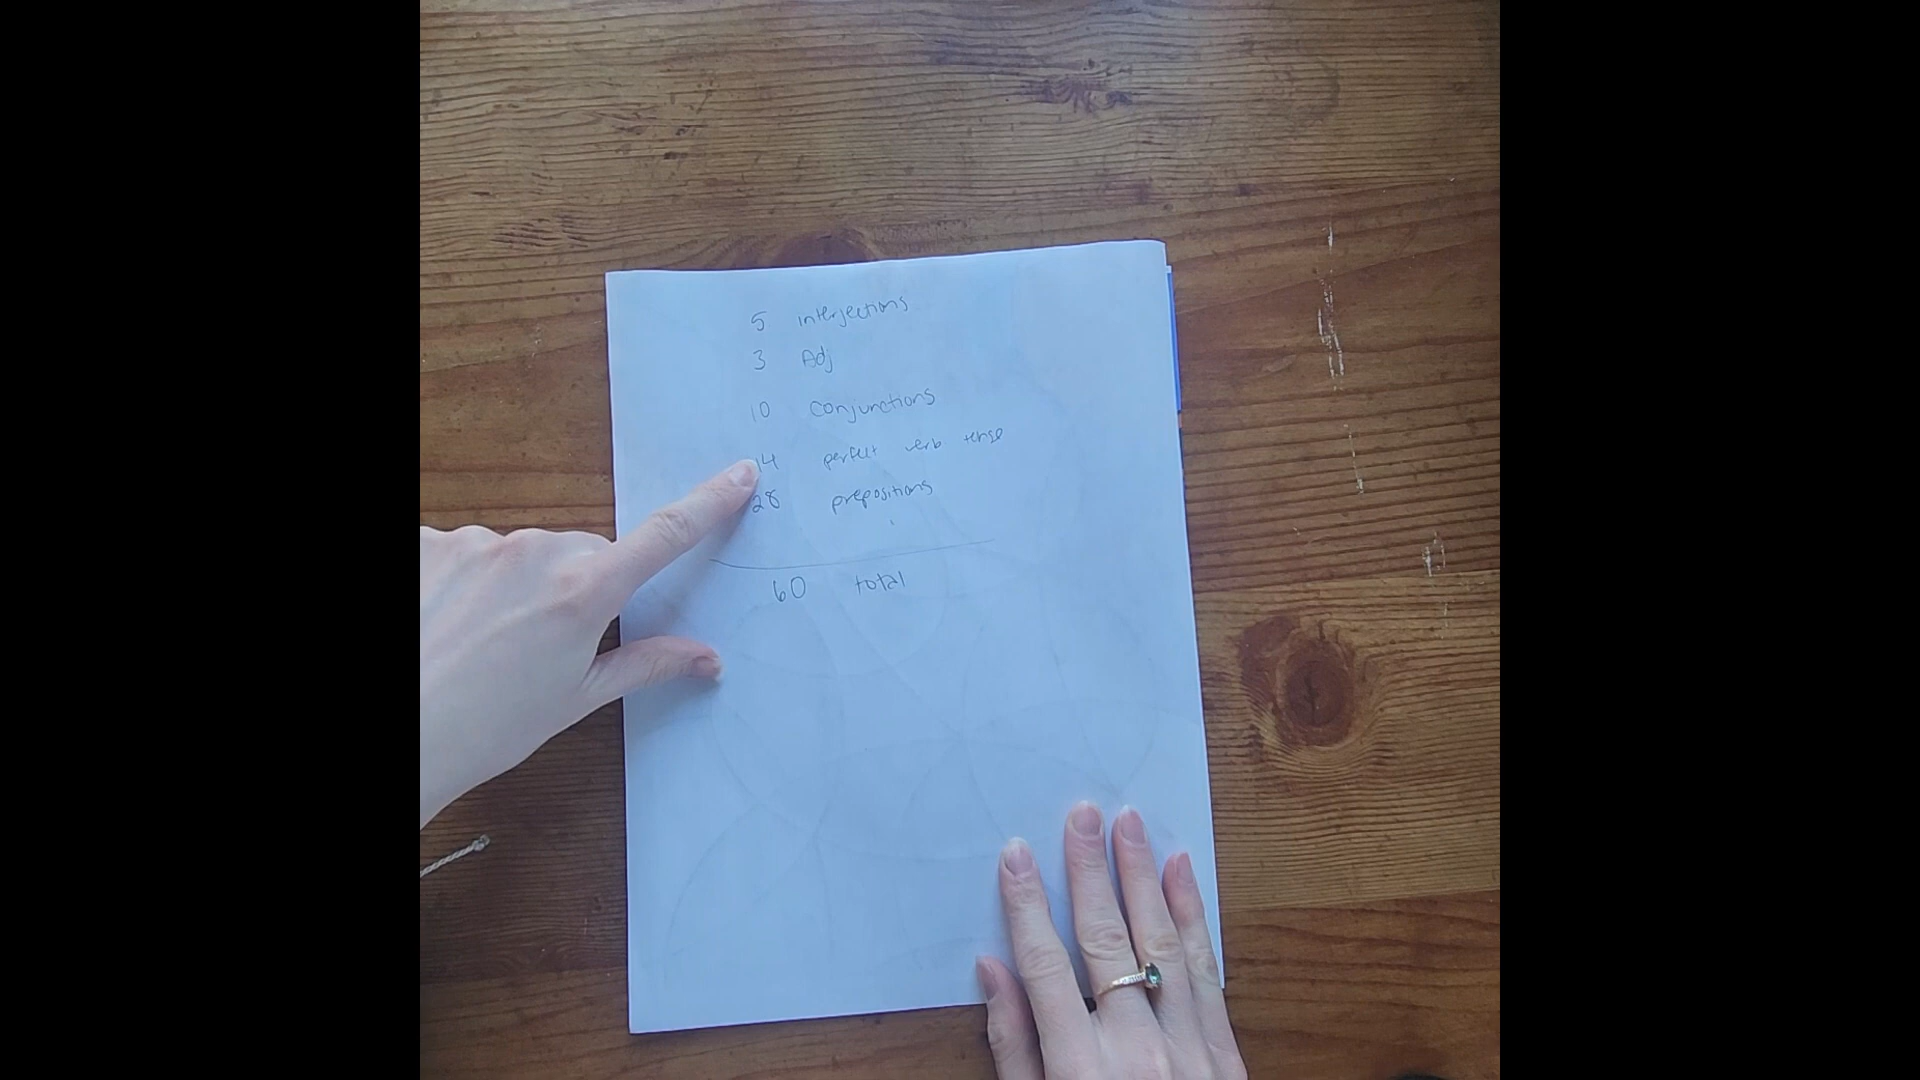 5 interjections
3 Adj
10 conjunctions
14 perfect verb tense
28 prepositions
60 total